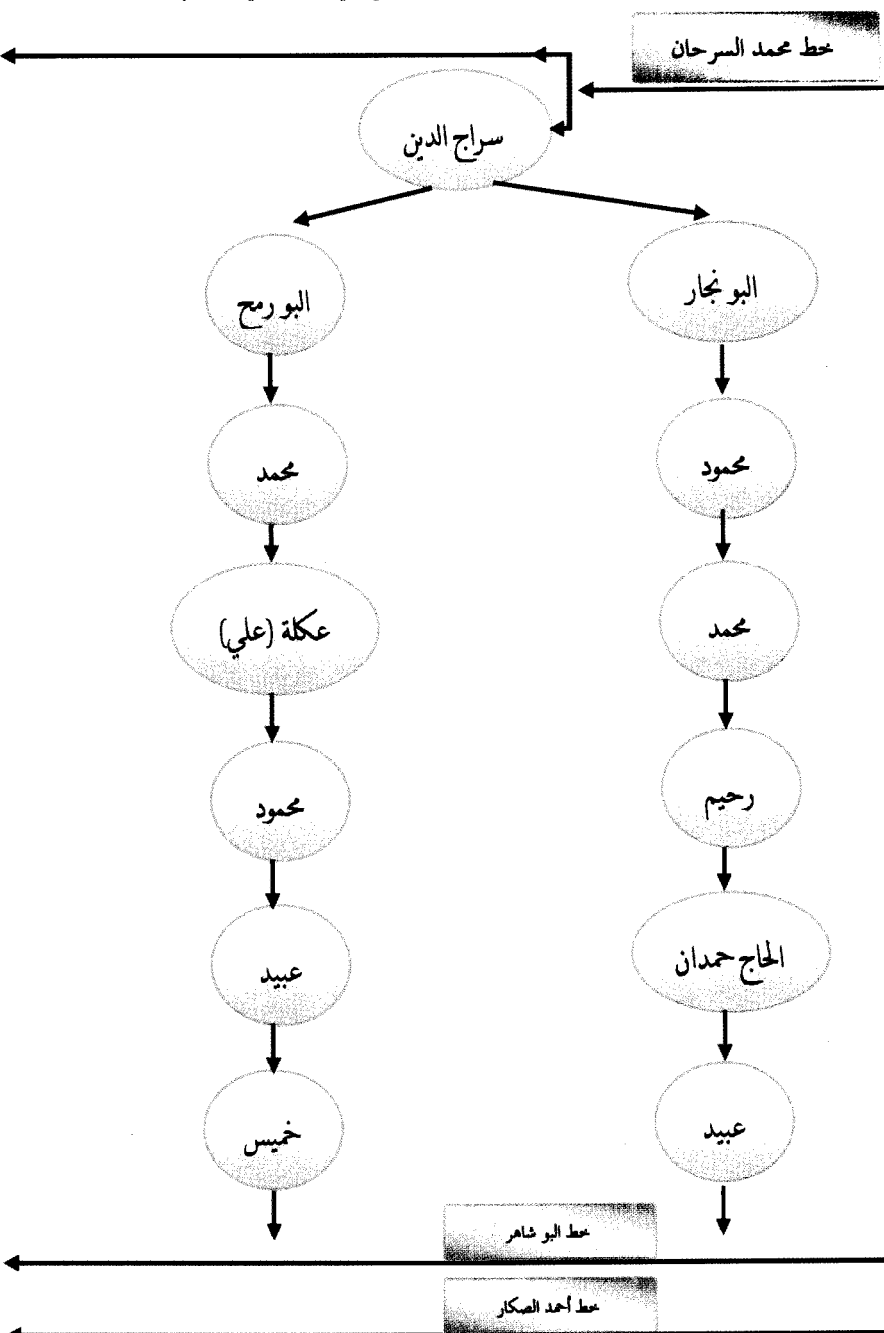 خط محمد السرحان
سراج الدين
البو نجار
البو رمح
محمود
محمد
محمد
عكلة (علي)
رحيم
محمود
الحاج حمدان
عبيد
عبيد
خميس
خط البو شاهر
خط أحمد الصكار